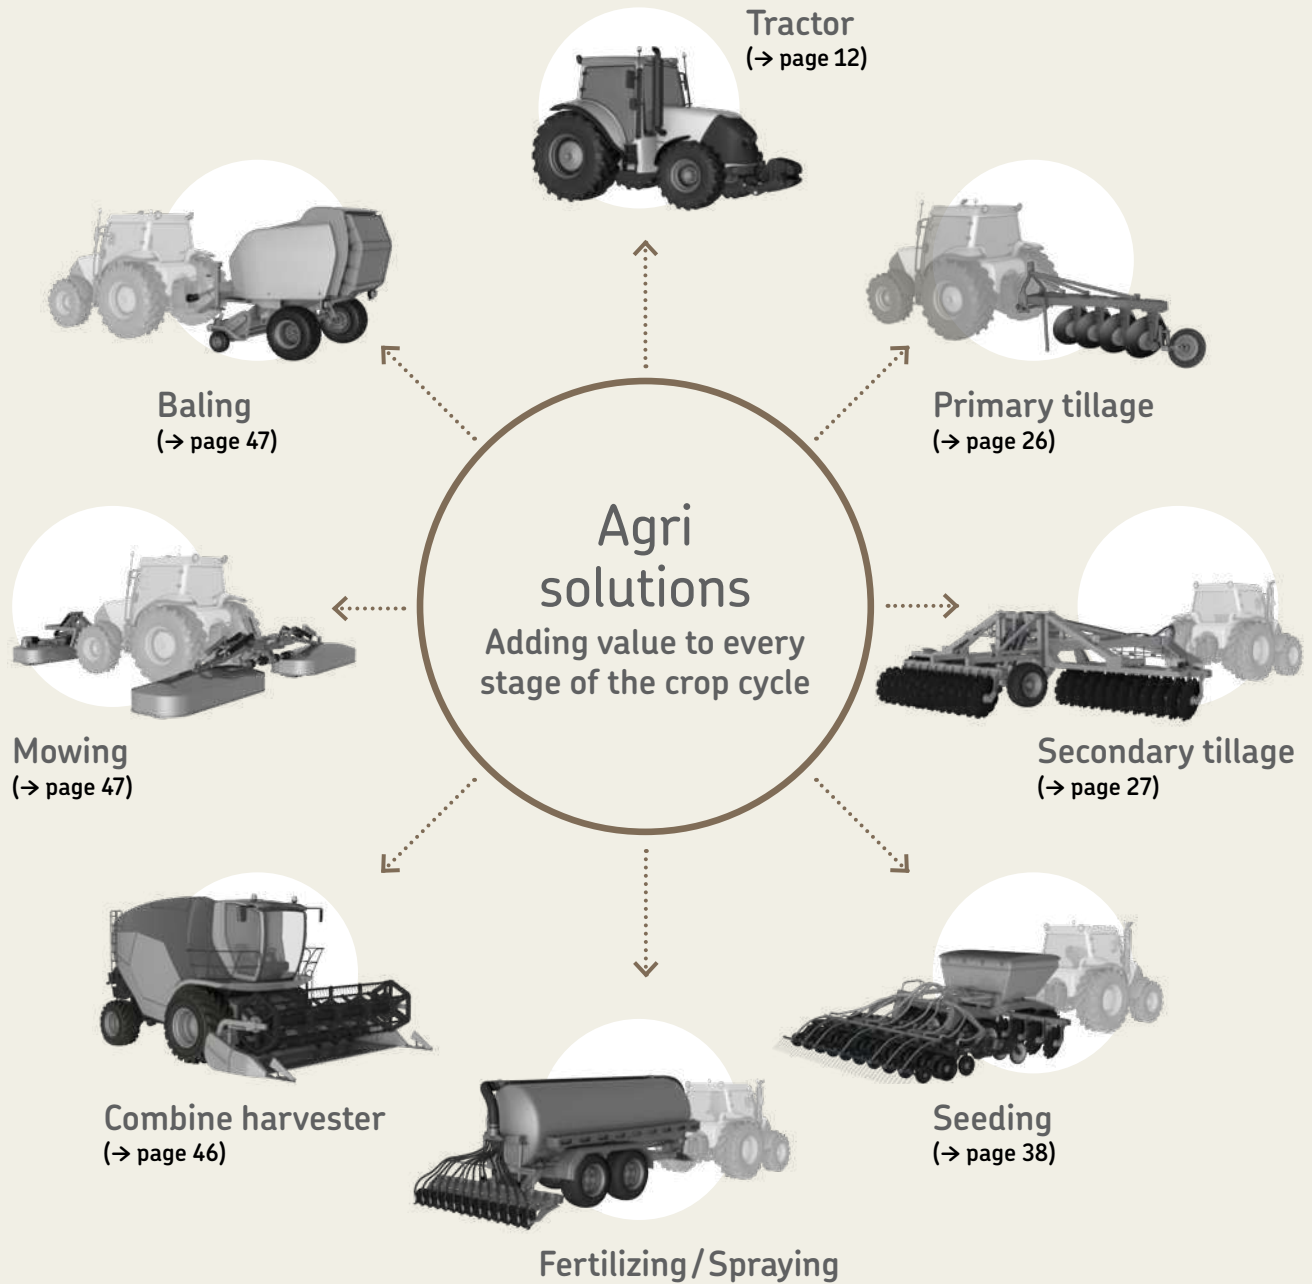 Tractor
(→ page 12)
Baling
(→ page 47)
Primary tillage
(→ page 26)
Agri
solutions
Adding value to every
stage of the crop cycle
Mowing
(→ page 47)
Secondary tillage
(→ page 27)
Combine harvester
(→ page 46)
Seeding
(→ page 38)
Fertilizing / Spraying